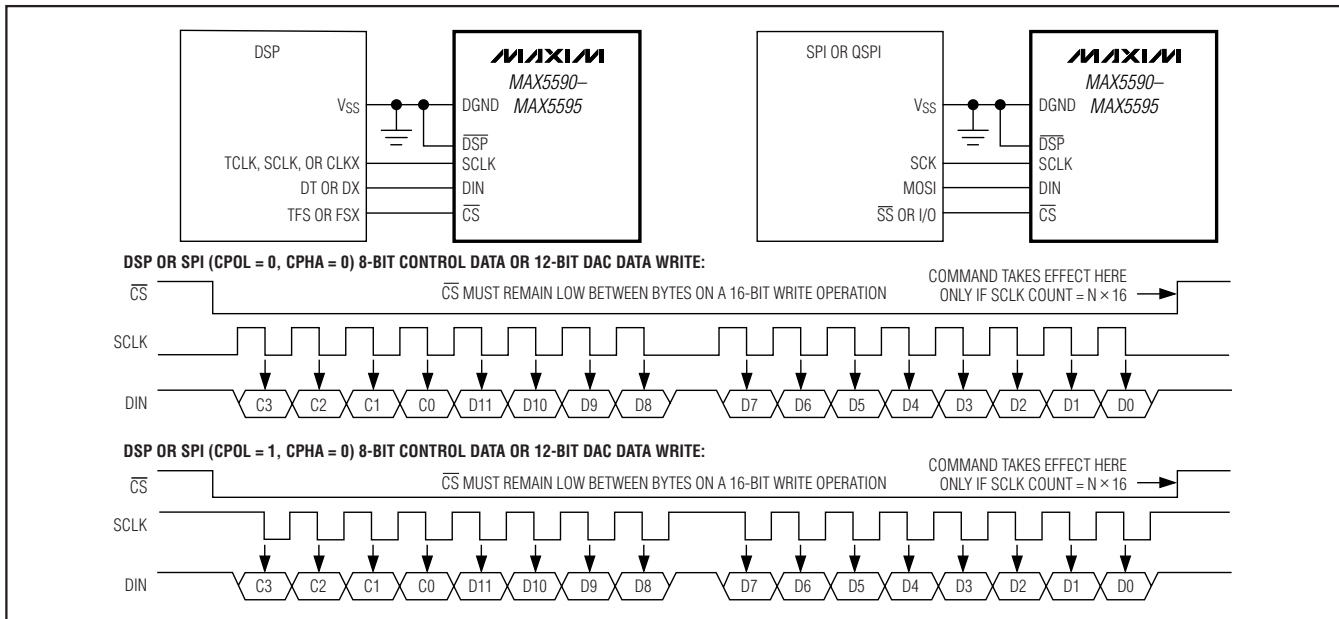 DSP
VSS
TCLK, SCLK, OR CLKX
DT OR DX
TFS OR FSX
MAXIM
MAX5590–
MAX5595
DGND
DSP
SCLK
DIN
CS
SPI OR QSPI
VSS
SCK
MOSI
SS OR I/O
MAXIM
MAX5590–
MAX5595
DGND
DSP
SCLK
DIN
CS
DSP OR SPI (CPOL = 0, CPHA = 0) 8-BIT CONTROL DATA OR 12-BIT DAC DATA WRITE:
CS
CS MUST REMAIN LOW BETWEEN BYTES ON A 16-BIT WRITE OPERATION
COMMAND TAKES EFFECT HERE
ONLY IF SCLK COUNT = N × 16
SCLK
DIN C3 C2 C1 C0 D11 D10 D9 D8 D7 D6 D5 D4 D3 D2 D1 D0
DSP OR SPI (CPOL = 1, CPHA = 0) 8-BIT CONTROL DATA OR 12-BIT DAC DATA WRITE:
CS
CS MUST REMAIN LOW BETWEEN BYTES ON A 16-BIT WRITE OPERATION
COMMAND TAKES EFFECT HERE
ONLY IF SCLK COUNT = N × 16
SCLK
DIN C3 C2 C1 C0 D11 D10 D9 D8 D7 D6 D5 D4 D3 D2 D1 D0